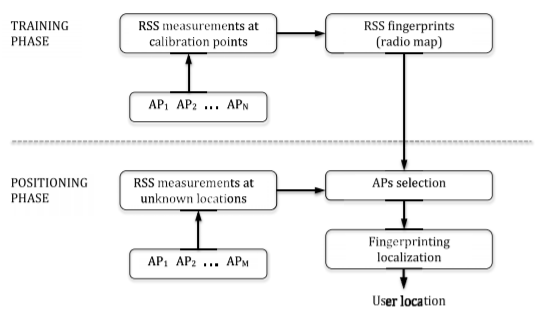 TRAINING
PHASE
RSS measurements at
calibration points
RSS fingerprints
(radio map)
AP₁ AP₂ ... APN
POSITIONING
PHASE
RSS measurements at
unknown locations
APs selection
AP₁ AP₂ ... APM
Fingerprinting
localization
User location